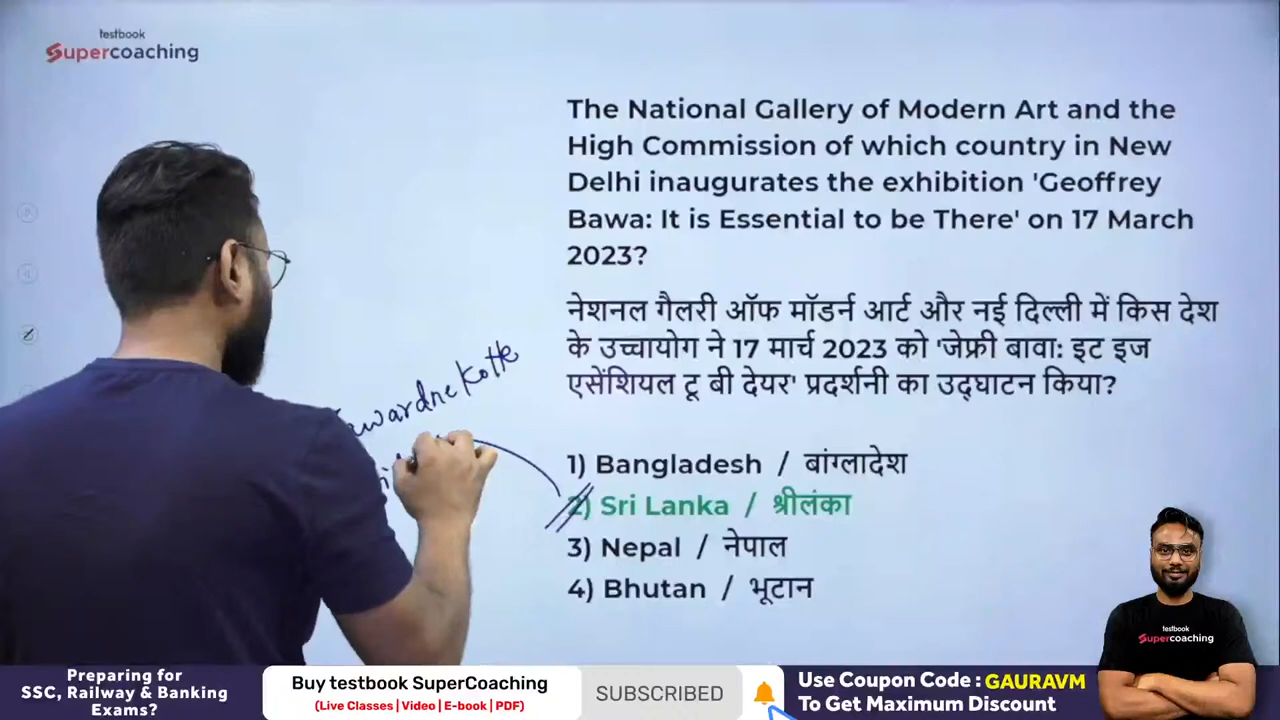 testbook
Supercoaching
The National Gallery of Modern Art and the
High Commission of which country in New
Delhi inaugurates the exhibition 'Geoffrey
Bawa: It is Essential to be There' on 17 March
2023?
नेशनल गैलरी ऑफ मॉडर्न आर्ट और नई दिल्ली में किस देश
के उच्चायोग ने 17 मार्च 2023 को 'जेफ्री बावा: इट इज
एसेंशियल टू बी देयर' प्रदर्शनी का उद्घाटन किया?
1) Bangladesh / बांग्लादेश
2) Sri Lanka / श्रीलंका
3) Nepal / नेपाल
4) Bhutan / भूटान
testbook
Supercoaching
Preparing for
SSC, Railway & Banking
Exams?
Buy testbook SuperCoaching
(Live Classes | Video | E-book | PDF)
SUBSCRIBED
Use Coupon Code : GAURAVM
To Get Maximum Discount